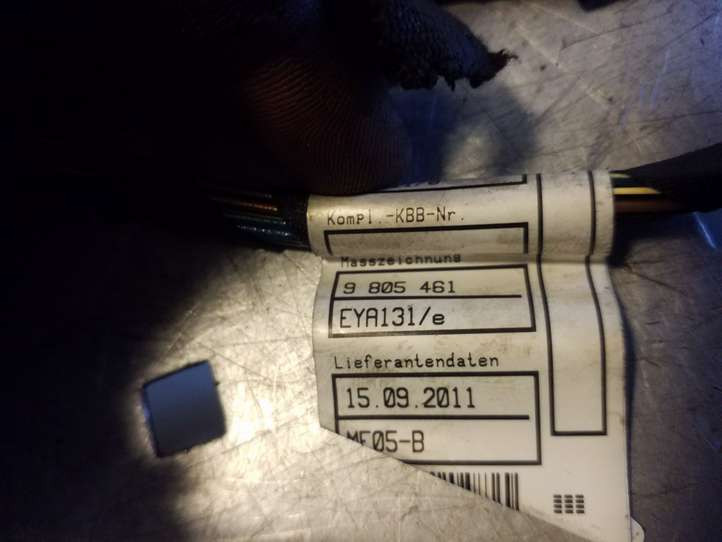 Kompl.-KBB-Nr.
Masszeichnung
9 805 461
EYA131/e
Lieferantendaten
15.09.2011
MF05-B